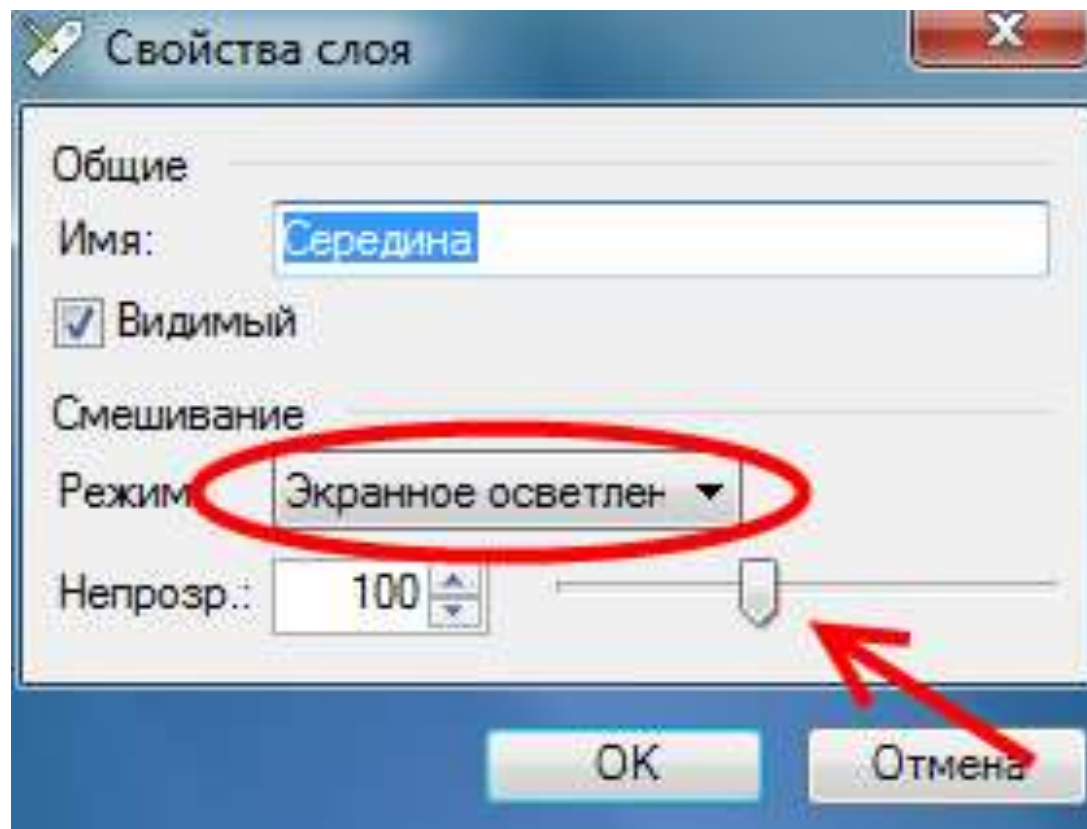 Свойства слоя
Общие
Имя: Середина
Видимый
Смешивание
Режим Экранное осветлен
Непрозр.: 100
OK Отмена